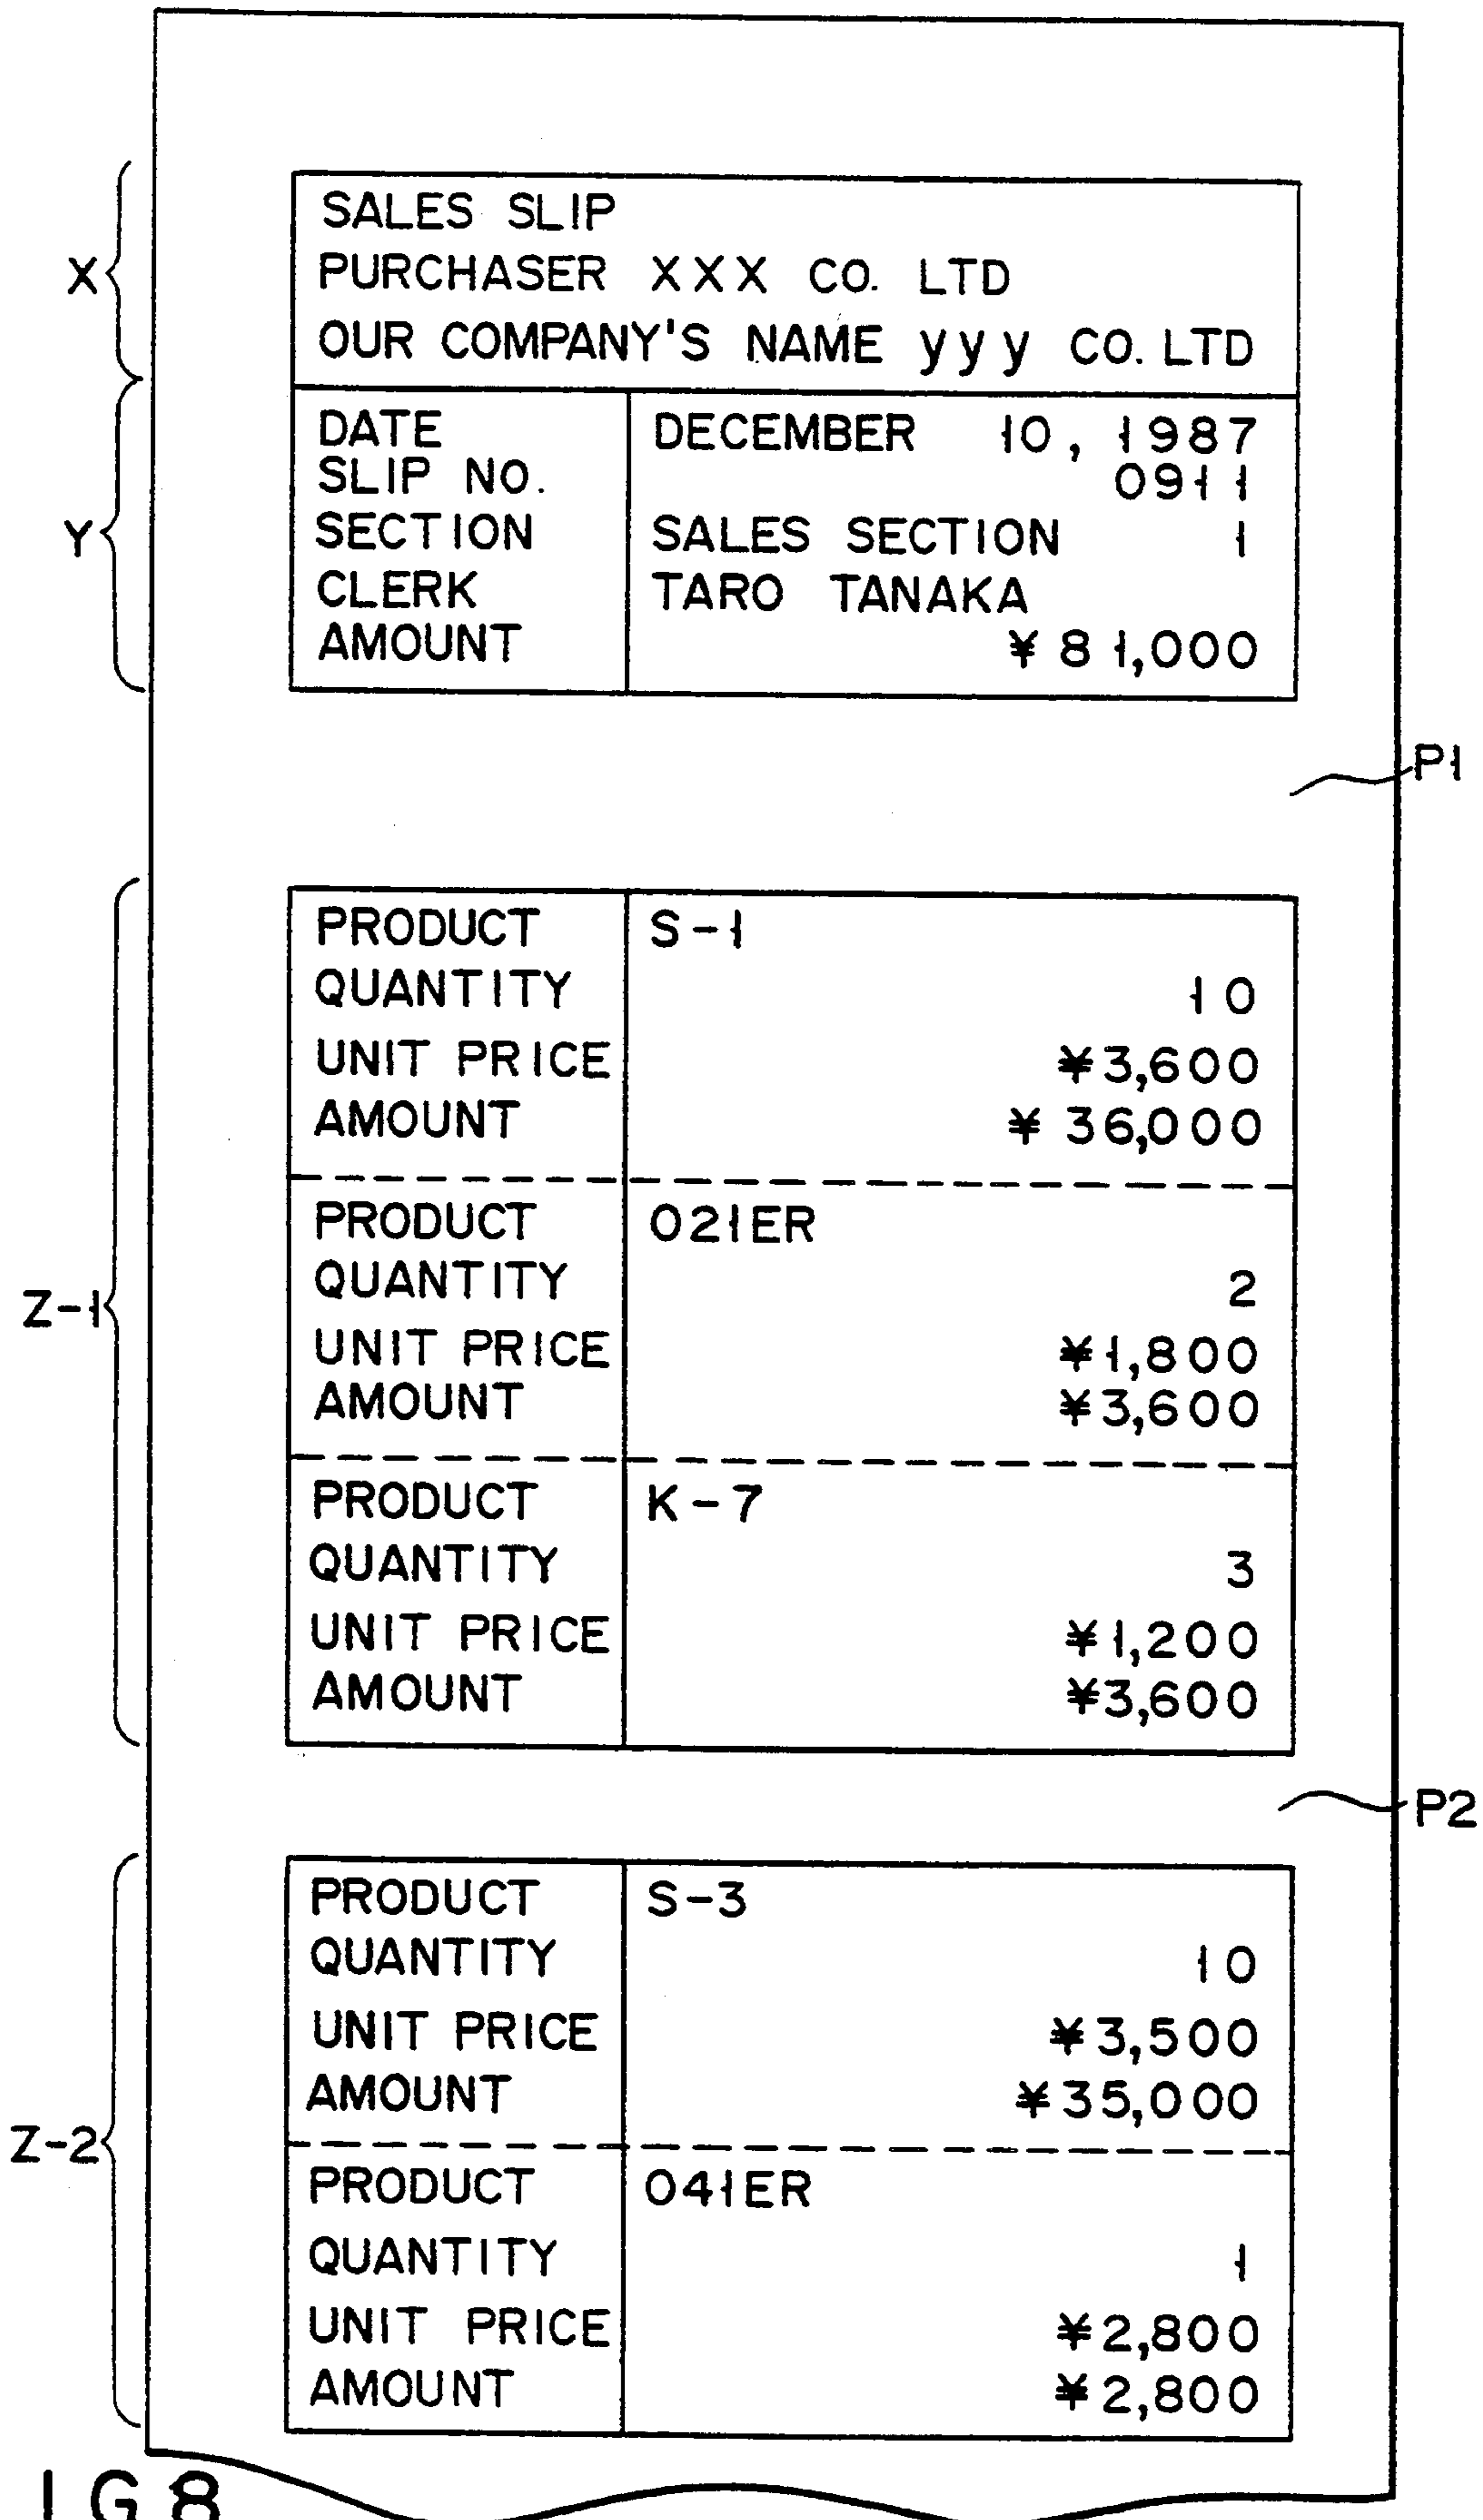 X
SALES SLIP
PURCHASER XXX CO. LTD
OUR COMPANY'S NAME yyy CO. LTD
Y
DATE DECEMBER 10, 1987
SLIP NO. 0911
SECTION SALES SECTION 1
CLERK TARO TANAKA
AMOUNT ¥81,000
P1
Z-1
PRODUCT S-1
QUANTITY 10
UNIT PRICE ¥3,600
AMOUNT ¥36,000
PRODUCT 021ER
QUANTITY 2
UNIT PRICE ¥1,800
AMOUNT ¥3,600
PRODUCT K-7
QUANTITY 3
UNIT PRICE ¥1,200
AMOUNT ¥3,600
P2
Z-2
PRODUCT S-3
QUANTITY 10
UNIT PRICE ¥3,500
AMOUNT ¥35,000
PRODUCT 041ER
QUANTITY 1
UNIT PRICE ¥2,800
AMOUNT ¥2,800
IG 8